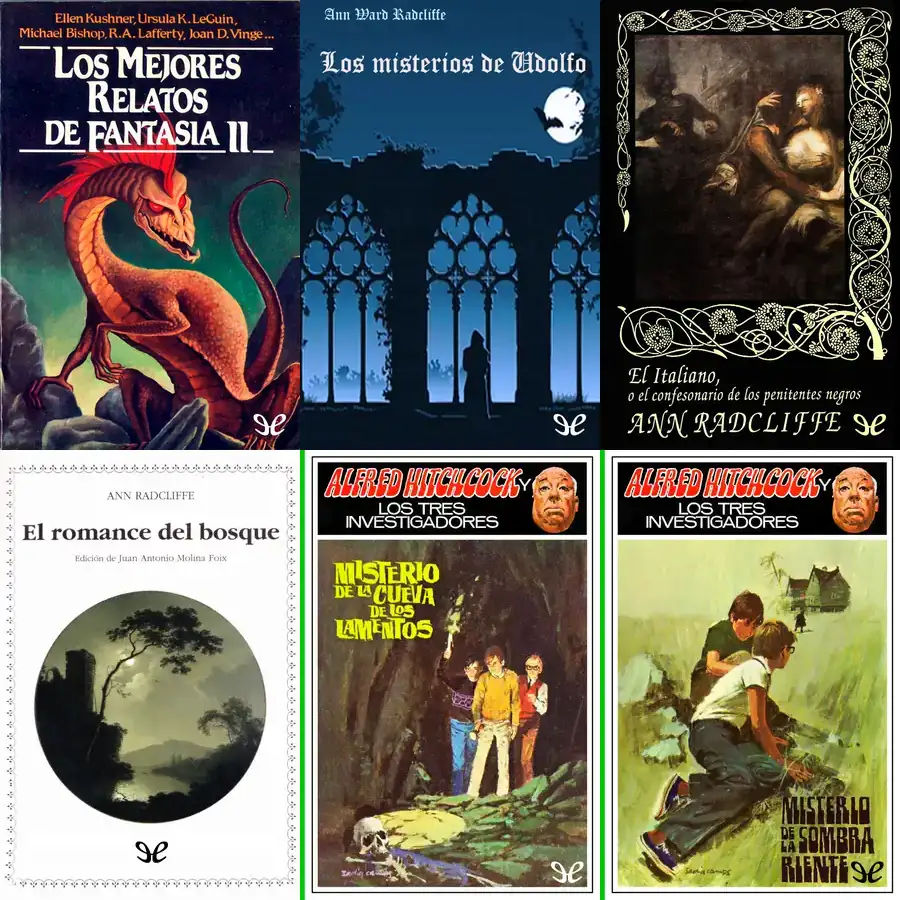 Ellen Kushner, Ursula K. LeGuin,
Michael Bishop, R.A. Lafferty, Joan D. Vinge...
LOS MEJORES
RELATOS
DE FANTASIA II
Ann Ward Radcliffe
Los misterios de Udolfo
El Italiano,
o el confesonario de los penitentes negros
ANN RADCLIFFE
ANN RADCLIFFE
El romance del bosque
Edición de Juan Antonio Molina Foix
ALFRED HITCHCOCK Y
LOS TRES
INVESTIGADORES
MISTERIO
DE LA CUEVA
DE LOS
LAMENTOS
ALFRED HITCHCOCK Y
LOS TRES
INVESTIGADORES
MISTERIO
DE LA SOMBRA
RIENTE